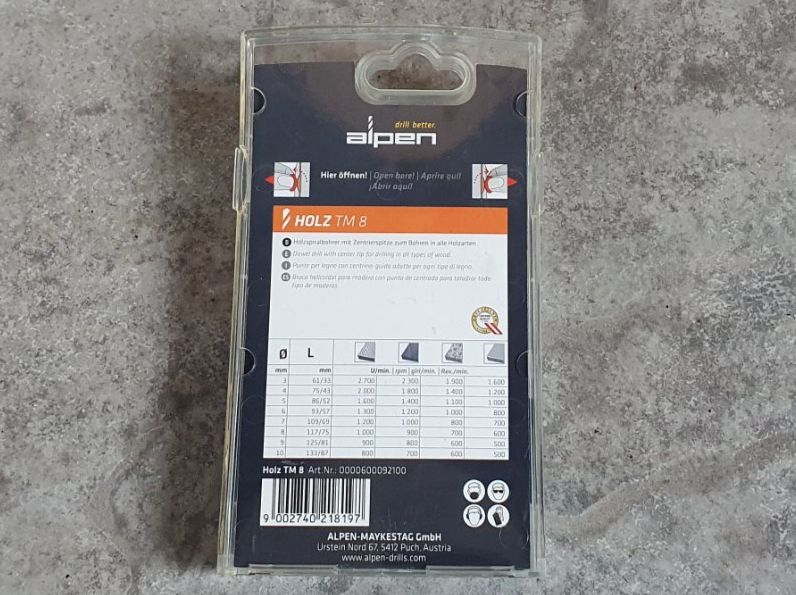 drill better.
alpen
Hier öffnen! | Open here! | Aprire qui!
¡Abrir aquí!
HOLZ TM 8
D Holzspiralbohrer mit Zentrierspitze zum Bohren in alle Holzarten.
Dowel drill with center tip for drilling in all types of wood.
I Punte per legno con centrino-guida adatte per ogni tipo di legno.
ES Broca helicoidal para madera con punta de centrado para taladrar todo
tipo de maderas.
Ø L
mm mm U/min. | rpm | giri/min. | Rev./min.
3 61/33 2.700 2.300 1.900 1.600
4 75/43 2.000 1.800 1.400 1.200
5 86/52 1.600 1.400 1.100 1.000
6 93/57 1.300 1.200 1.000 800
7 109/69 1.200 1.000 800 700
8 117/75 1.000 900 700 600
9 125/81 900 800 600 500
10 133/87 800 700 600 500
Holz TM 8 Art.Nr.: 0000600092100
9 002740 218197
ALPEN-MAYKESTAG GmbH
Urstein Nord 67, 5412 Puch, Austria
www.alpen-drills.com